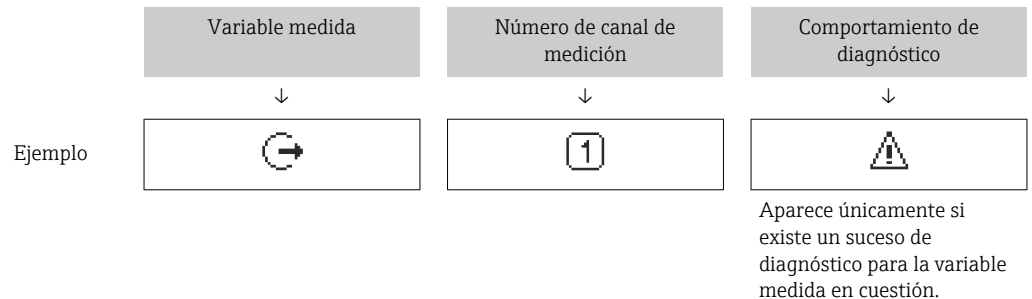 Variable medida
Número de canal de
medición
Comportamiento de
diagnóstico
↓ ↓ ↓
Ejemplo
1
Aparece únicamente si
existe un suceso de
diagnóstico para la variable
medida en cuestión.